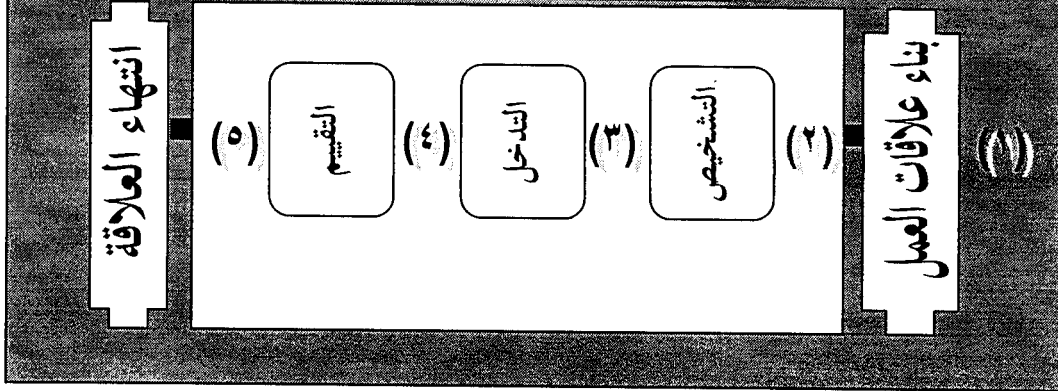 (١)
بناء علاقات العمل
(٢)
التشخيص
(٣)
التدخل
(٤)
التقييم
(٥)
انتهاء العلاقة